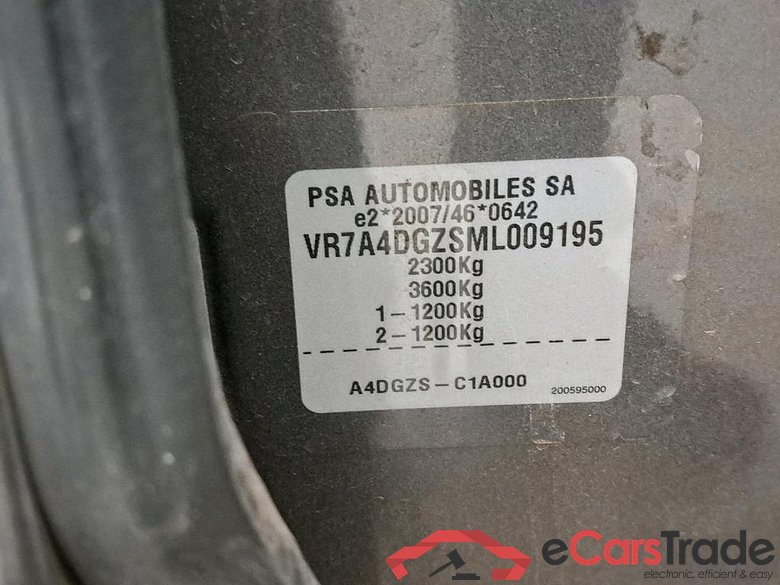 PSA AUTOMOBILES SA
e2*2007/46*0642
VR7A4DGZSML009195
2300Kg
3600Kg
1-1200Kg
2-1200Kg
A4DGZS-C1A000
200595000
eCarsTrade
electronic, efficient & easy